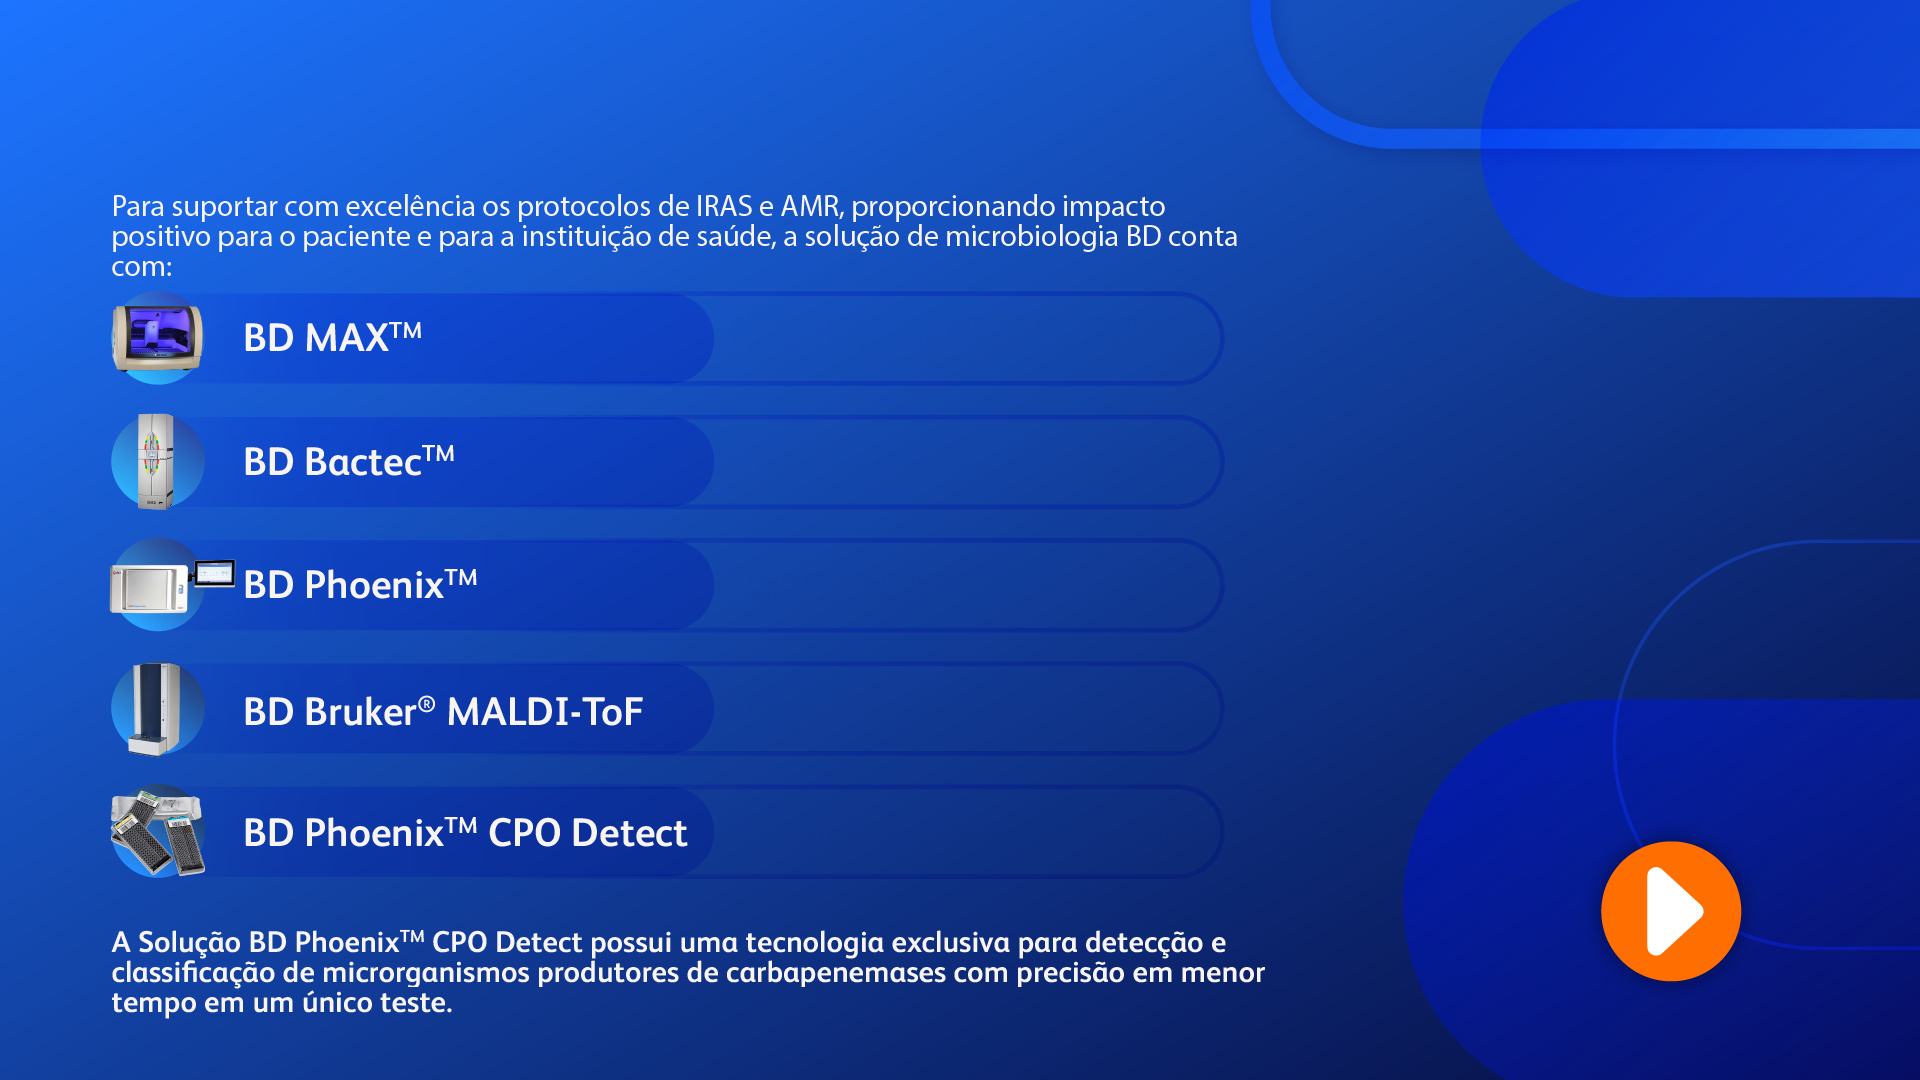 Para suportar com excelência os protocolos de IRAS e AMR, proporcionando impacto
positivo para o paciente e para a instituição de saúde, a solução de microbiologia BD conta
com:
BD MAX™
BD Bactec™
BD Phoenix™
BD Bruker® MALDI-ToF
BD Phoenix™ CPO Detect
A Solução BD Phoenix™ CPO Detect possui uma tecnologia exclusiva para detecção e
classificação de microrganismos produtores de carbapenemases com precisão em menor
tempo em um único teste.